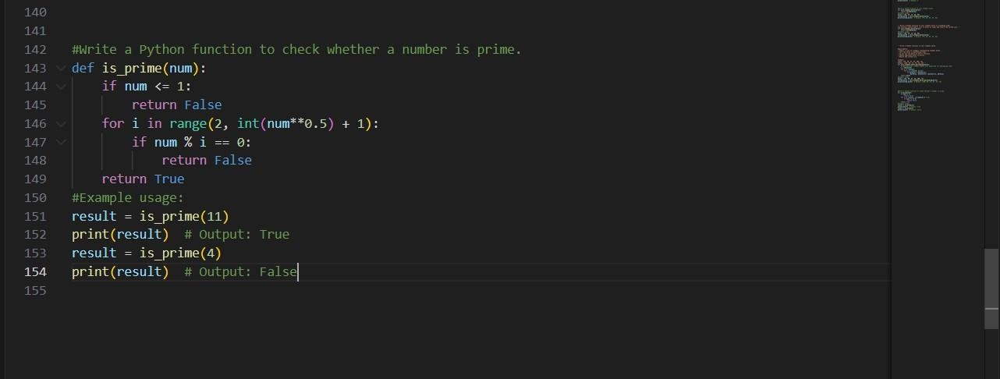 140
141
142 #Write a Python function to check whether a number is prime.
143 def is_prime(num):
144     if num <= 1:
145         return False
146     for i in range(2, int(num**0.5) + 1):
147         if num % i == 0:
148             return False
149     return True
150 #Example usage:
151 result = is_prime(11)
152 print(result)  # Output: True
153 result = is_prime(4)
154 print(result)  # Output: False
155